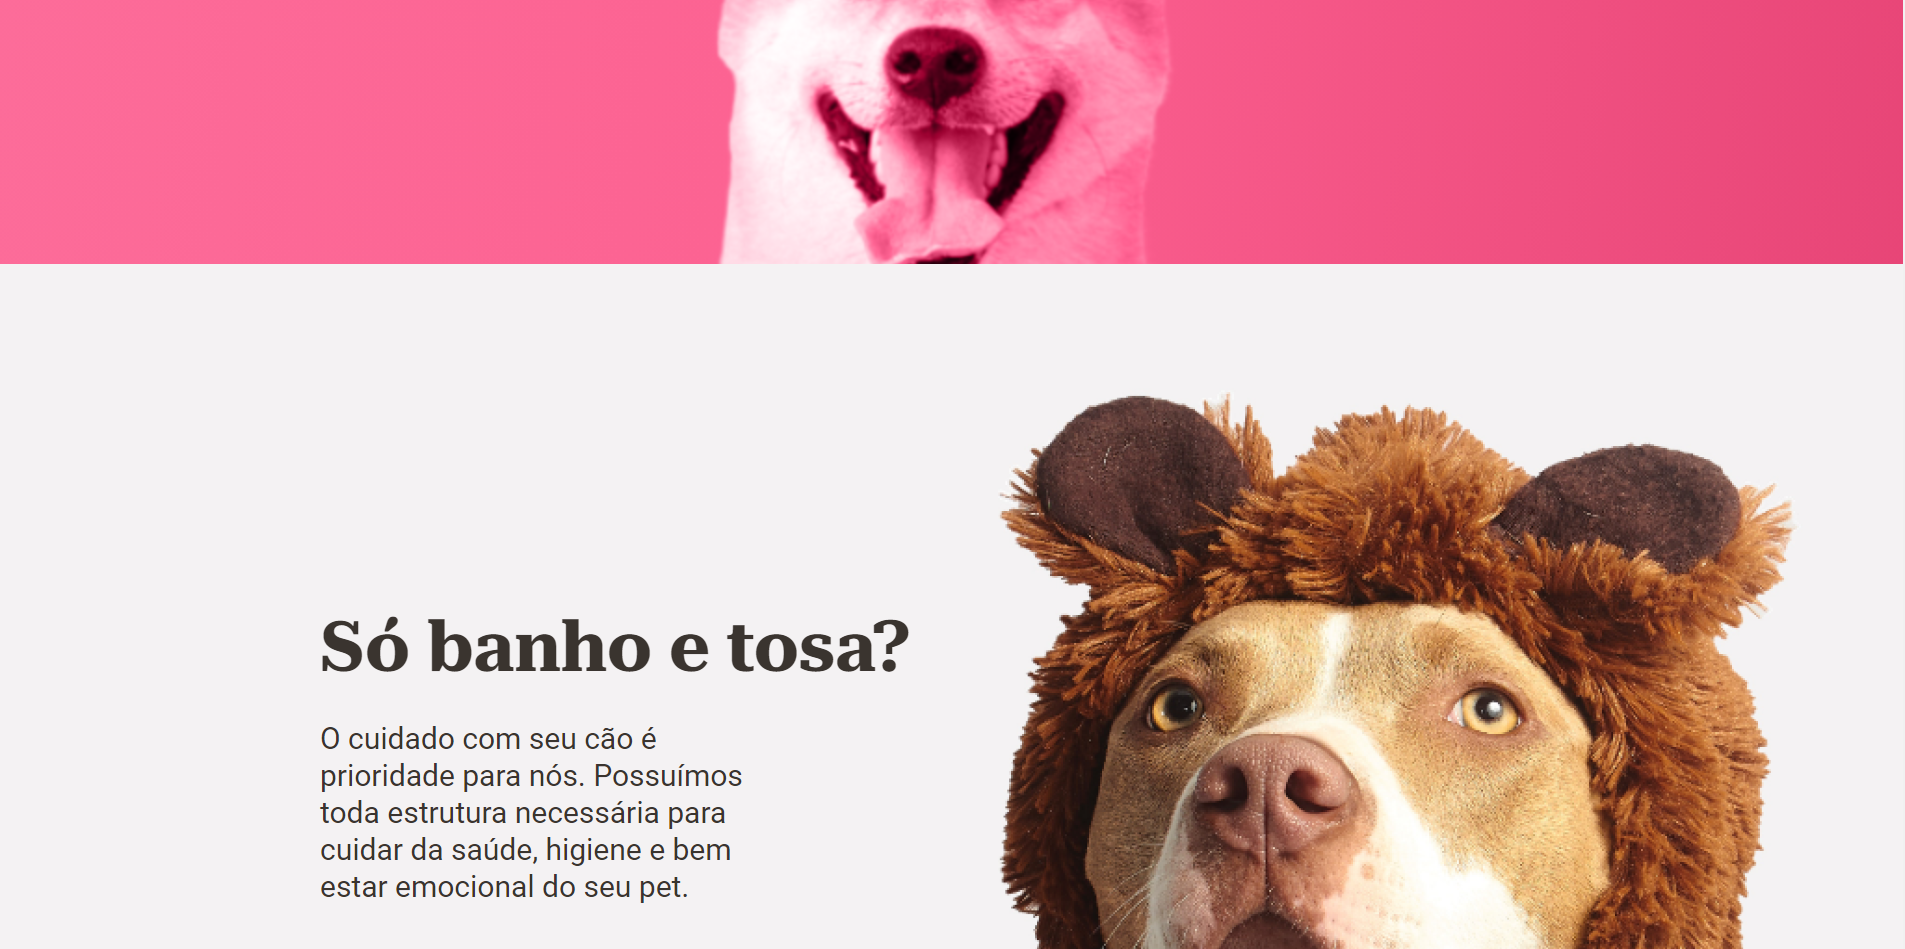 Só banho e tosa?
O cuidado com seu cão é
prioridade para nós. Possuímos
toda estrutura necessária para
cuidar da saúde, higiene e bem
estar emocional do seu pet.